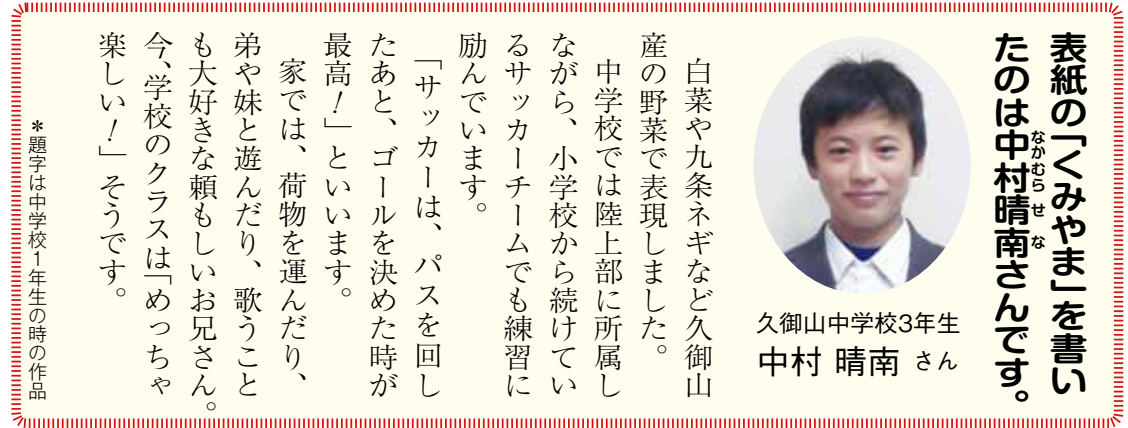 表紙の「くみやま」を書い
たのは中村晴南さんです。
なかむら せ な
久御山中学校3年生
中村 晴南 さん
白菜や九条ネギなど久御山
産の野菜で表現しました。
中学校では陸上部に所属し
ながら、小学校から続けてい
るサッカーチームでも練習に
励んでいます。
「サッカーは、パスを回し
たあと、ゴールを決めた時が
最高！」といいます。
家では、荷物を運んだり、
弟や妹と遊んだり、歌うこと
も大好きな頼もしいお兄さん。
今、学校のクラスは「めっちゃ
楽しい！」そうです。
＊題字は中学校1年生の時の作品